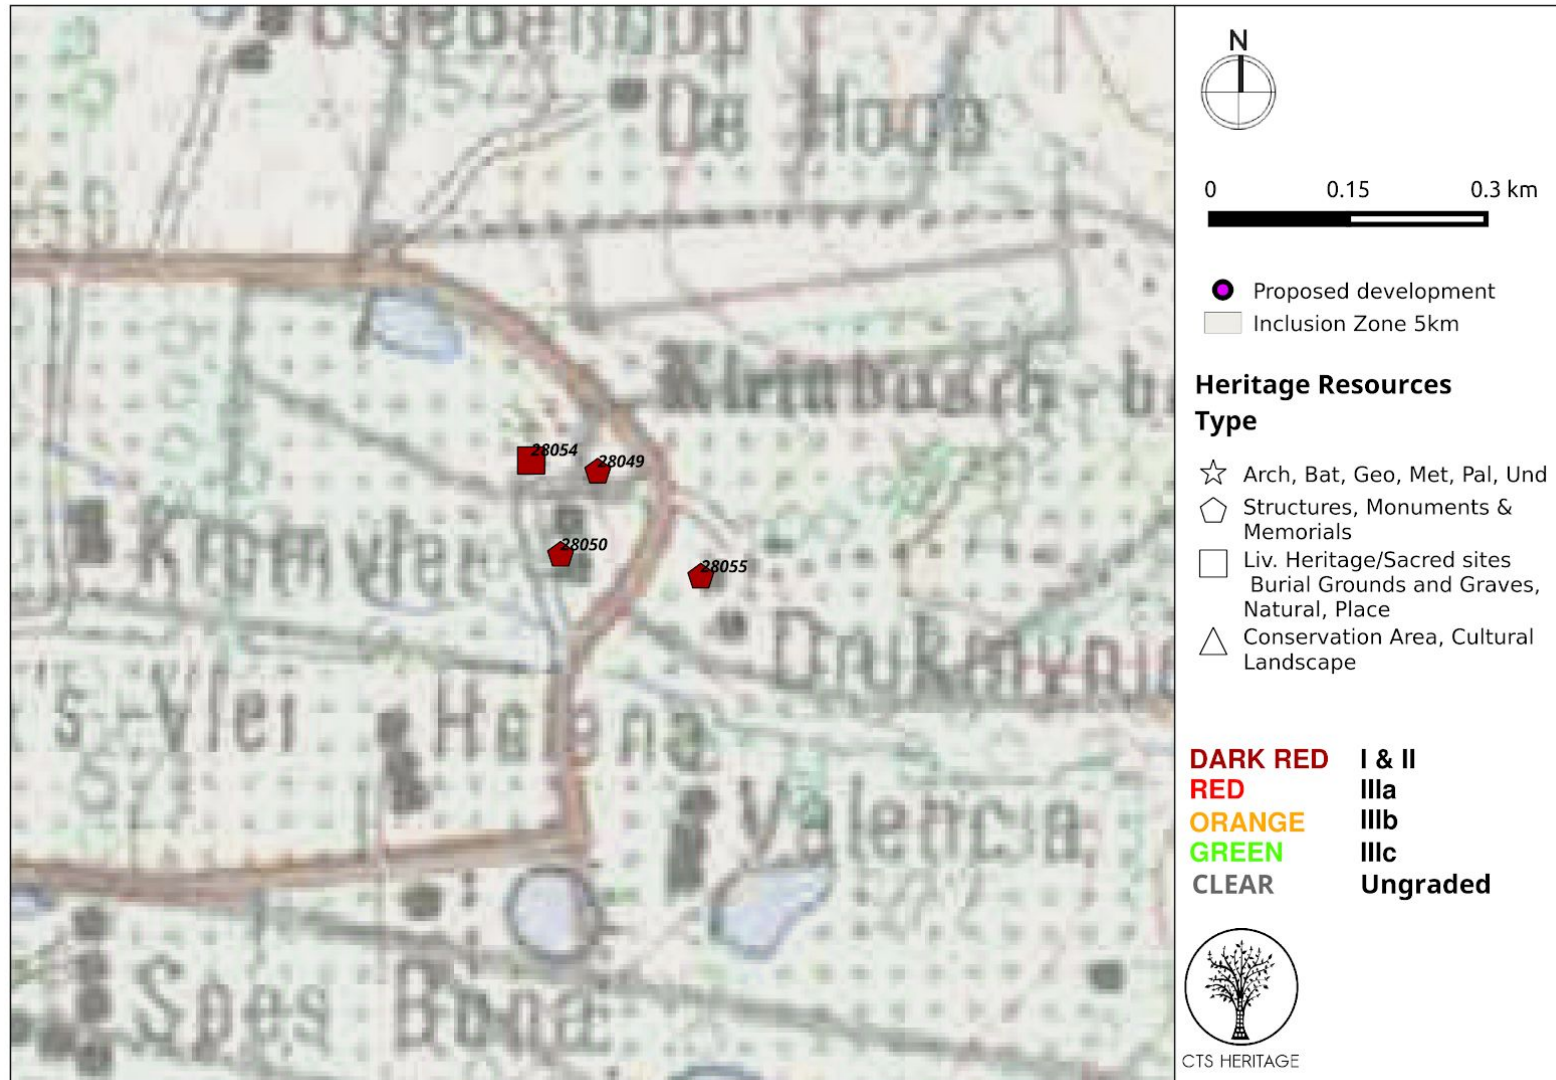 De Hoop
28054
28049
28050
28055
Kromvlei
's-Vlei
Helena
Valencia
Spes Bona
N
0 0.15 0.3 km
Proposed development
Inclusion Zone 5km
Heritage Resources
Type
Arch, Bat, Geo, Met, Pal, Und
Structures, Monuments &
Memorials
Liv. Heritage/Sacred sites
Burial Grounds and Graves,
Natural, Place
Conservation Area, Cultural
Landscape
DARK RED I & II
RED IIIa
ORANGE IIIb
GREEN IIIc
CLEAR Ungraded
CTS HERITAGE